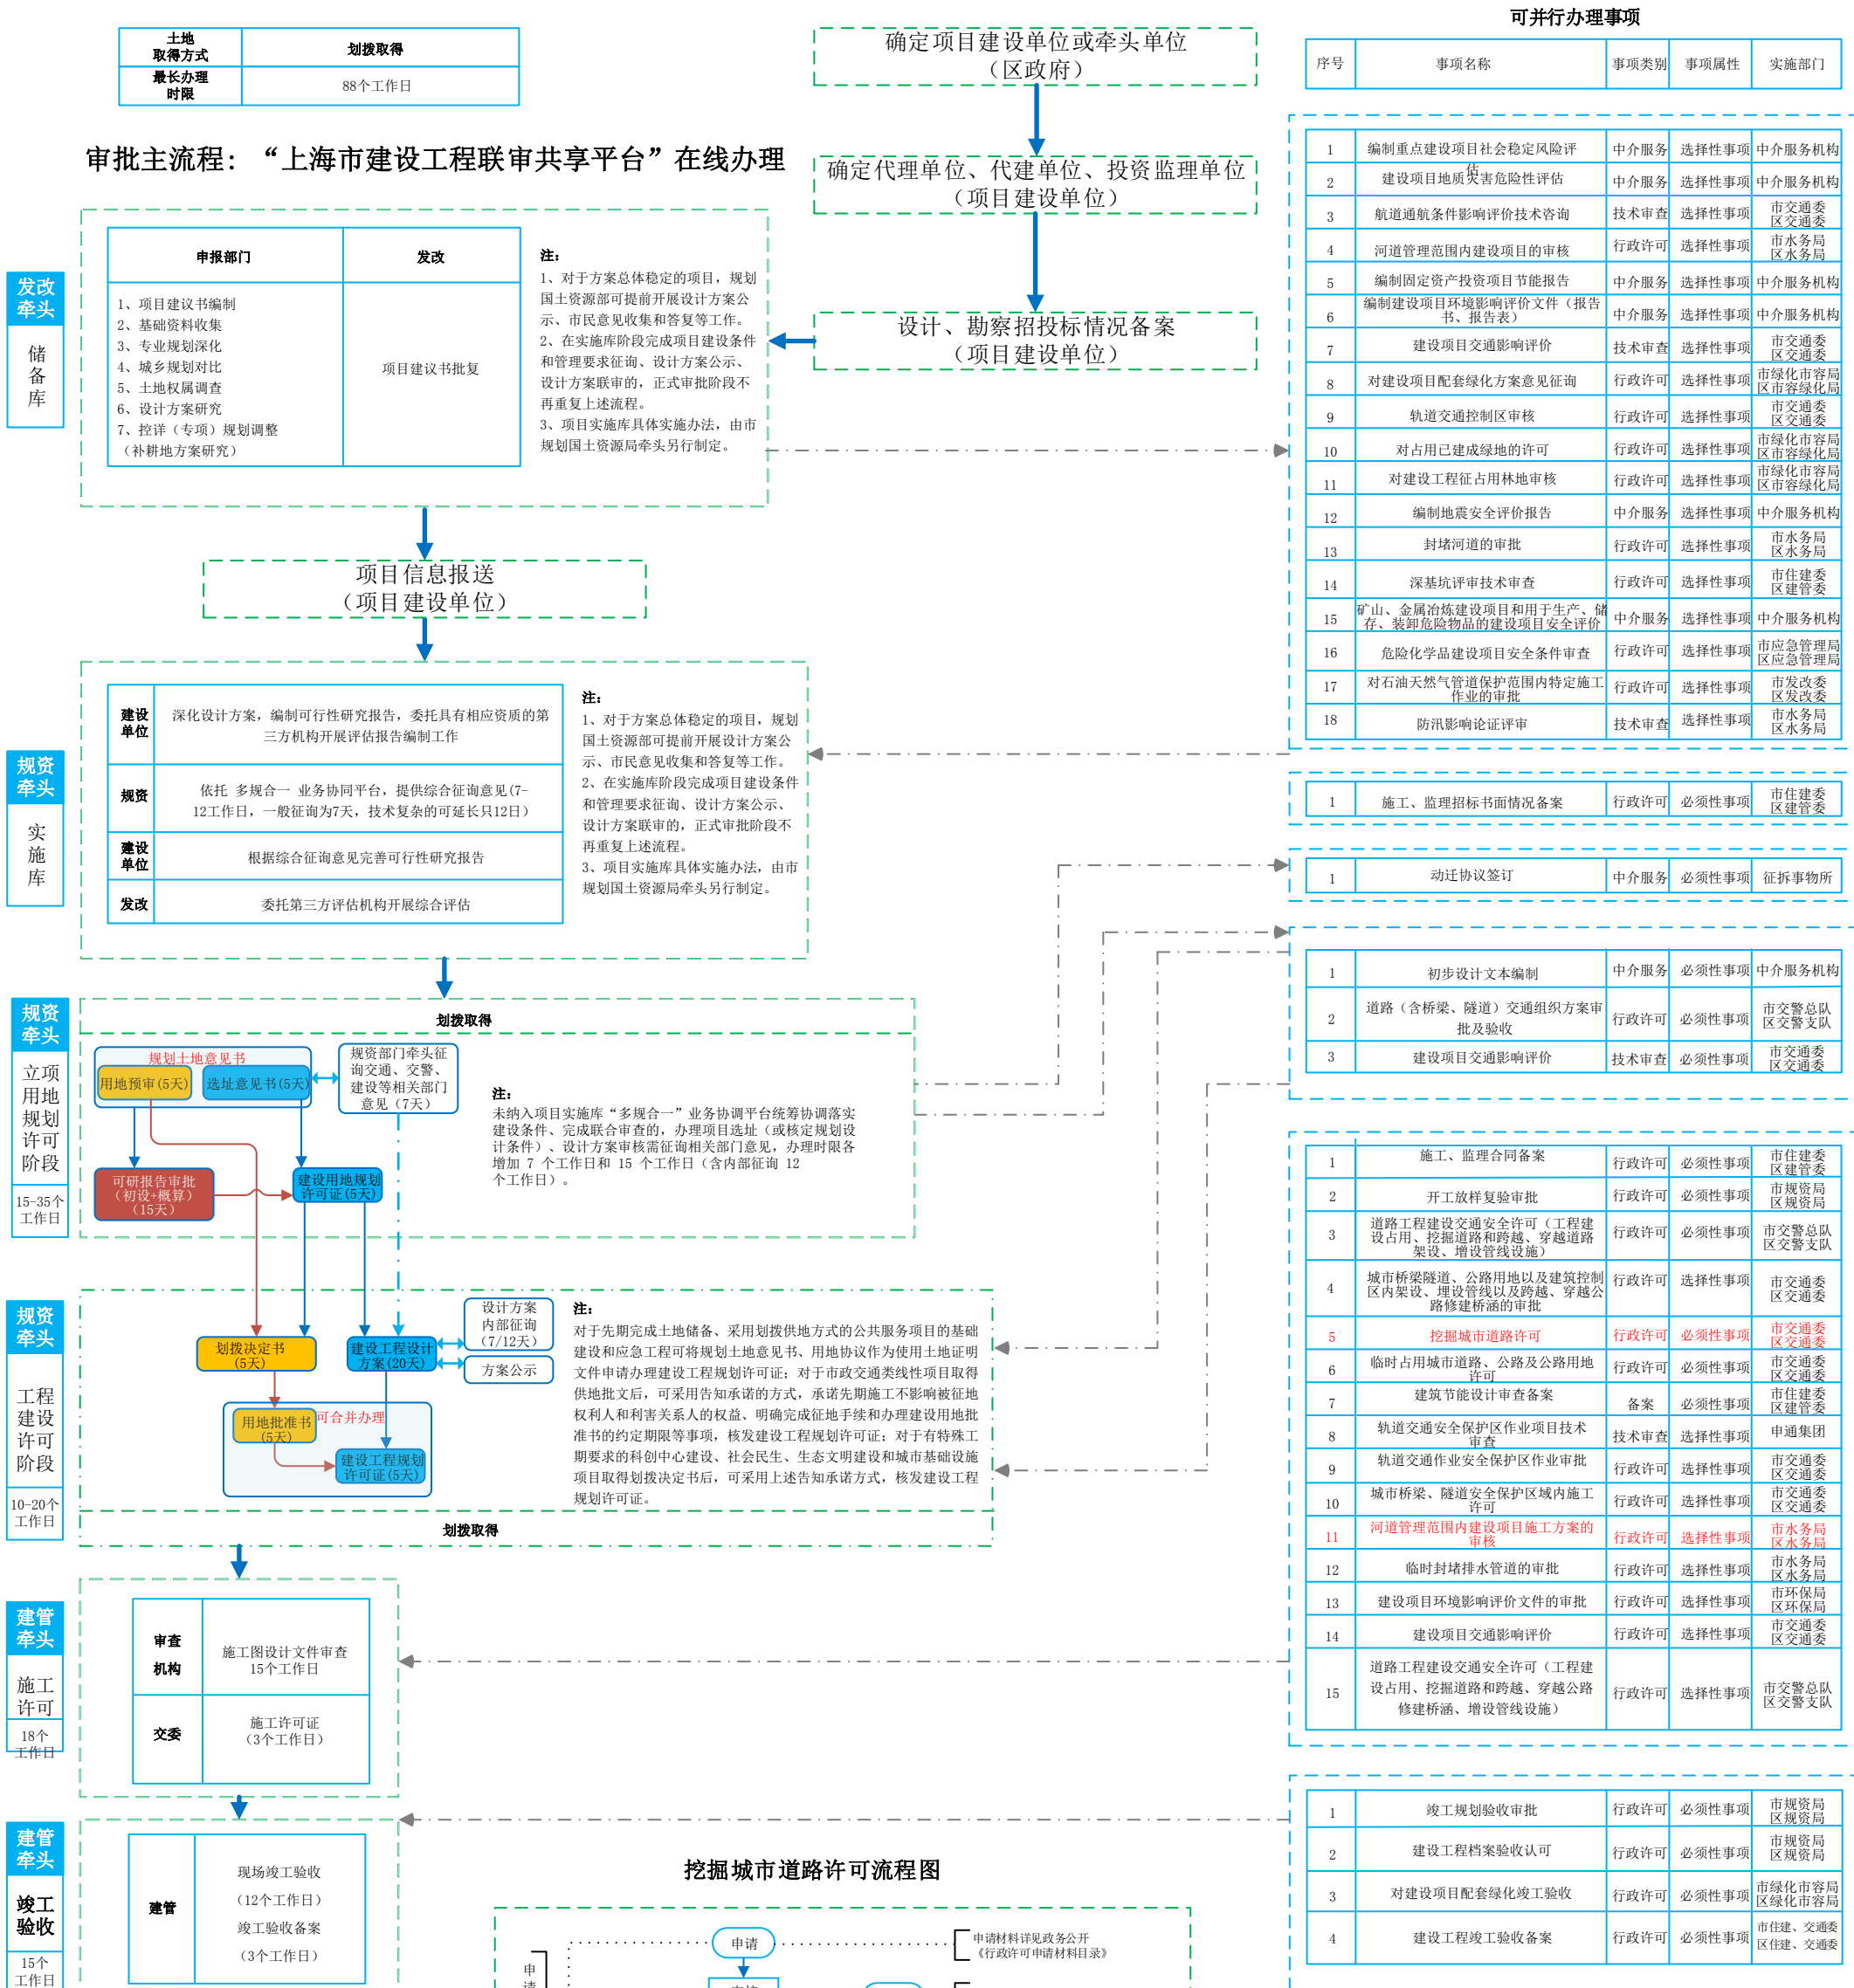 土地
取得方式
划拨取得
最长办理
时限
88个工作日
审批主流程：“上海市建设工程联审共享平台”在线办理
确定项目建设单位或牵头单位
（区政府）
确定代理单位、代建单位、投资监理单位
（项目建设单位）
设计、勘察招投标情况备案
（项目建设单位）
发改
牵头
储
备
库
申报部门
发改
1、项目建议书编制
2、基础资料收集
3、专业规划深化
4、城乡规划对比
5、土地权属调查
6、设计方案研究
7、控详（专项）规划调整
（补耕地方案研究）
项目建议书批复
注：
1、对于方案总体稳定的项目，规划
国土资源部可提前开展设计方案公
示、市民意见收集和答复等工作。
2、在实施库阶段完成项目建设条件
和管理要求征询、设计方案公示、
设计方案联审的，正式审批阶段不
再重复上述流程。
3、项目实施库具体实施办法，由市
规划国土资源局牵头另行制定。
项目信息报送
（项目建设单位）
规资
牵头
实
施
库
建设
单位
深化设计方案，编制可行性研究报告，委托具有相应资质的第
三方机构开展评估报告编制工作
规资
依托 多规合一 业务协同平台，提供综合征询意见(7-
12工作日，一般征询为7天，技术复杂的可延长只12日）
建设
单位
根据综合征询意见完善可行性研究报告
发改
委托第三方评估机构开展综合评估
注：
1、对于方案总体稳定的项目，规划
国土资源部可提前开展设计方案公
示、市民意见收集和答复等工作。
2、在实施库阶段完成项目建设条件
和管理要求征询、设计方案公示、
设计方案联审的，正式审批阶段不
再重复上述流程。
3、项目实施库具体实施办法，由市
规划国土资源局牵头另行制定。
规资
牵头
立项
用地
规划
许可
阶段
15-35个
工作日
划拨取得
规划土地意见书
用地预审(5天)
选址意见书(5天)
规资部门牵头征
询交通、交警、
建设等相关部门
意见（7天）
可研报告审批
（初设+概算）
（15天）
建设用地规划
许可证(5天)
注：
未纳入项目实施库“多规合一”业务协调平台统筹协调落实
建设条件、完成联合审查的，办理项目选址（或核定规划设
计条件）、设计方案审核需征询相关部门意见，办理时限各
增加 7 个工作日和 15 个工作日（含内部征询 12
个工作日）。
规资
牵头
工程
建设
许可
阶段
10-20个
工作日
划拨决定书
(5天)
建设工程设计
方案(20天)
设计方案
内部征询
（7/12天）
方案公示
用地批准书
(5天)
可合并办理
建设工程规划
许可证(5天)
注：
对于先期完成土地储备、采用划拨供地方式的公共服务项目的基础
建设和应急工程可将规划土地意见书、用地协议作为使用土地证明
文件申请办理建设工程规划许可证；对于市政交通类线性项目取得
供地批文后，可采用告知承诺的方式，承诺先期施工不影响被征地
权利人和利害关系人的权益、明确完成征地手续和办理建设用地批
准书的约定期限等事项，核发建设工程规划许可证；对于有特殊工
期要求的科创中心建设、社会民生、生态文明建设和城市基础设施
项目取得划拨决定书后，可采用上述告知承诺方式，核发建设工程
规划许可证。
划拨取得
建管
牵头
施工
许可
18个
工作日
审查
机构
施工图设计文件审查
15个工作日
交委
施工许可证
（3个工作日）
建管
牵头
竣工
验收
15个
工作日
建管
现场竣工验收
（12个工作日）
竣工验收备案
（3个工作日）
挖掘城市道路许可流程图
申请
申
申请材料详见政务公开
《行政许可申请材料目录》
可并行办理事项
序号 事项名称 事项类别 事项属性 实施部门
1 编制重点建设项目社会稳定风险评
估 中介服务 选择性事项 中介服务机构
2 建设项目地质灾害危险性评估 中介服务 选择性事项 中介服务机构
3 航道通航条件影响评价技术咨询 技术审查 选择性事项 市交通委
区交通委
4 河道管理范围内建设项目的审核 行政许可 选择性事项 市水务局
区水务局
5 编制固定资产投资项目节能报告 中介服务 选择性事项 中介服务机构
6 编制建设项目环境影响评价文件（报告
书、报告表） 中介服务 选择性事项 中介服务机构
7 建设项目交通影响评价 技术审查 选择性事项 市交通委
区交通委
8 对建设项目配套绿化方案意见征询 行政许可 选择性事项 市绿化市容局
区市容绿化局
9 轨道交通控制区审核 行政许可 选择性事项 市交通委
区交通委
10 对占用已建成绿地的许可 行政许可 选择性事项 市绿化市容局
区市容绿化局
11 对建设工程征占用林地审核 行政许可 选择性事项 市绿化市容局
区市容绿化局
12 编制地震安全评价报告 中介服务 选择性事项 中介服务机构
13 封堵河道的审批 行政许可 选择性事项 市水务局
区水务局
14 深基坑评审技术审查 行政许可 选择性事项 市住建委
区建管委
15 矿山、金属冶炼建设项目和用于生产、储
存、装卸危险物品的建设项目安全评价 中介服务 选择性事项 中介服务机构
16 危险化学品建设项目安全条件审查 行政许可 选择性事项 市应急管理局
区应急管理局
17 对石油天然气管道保护范围内特定施工
作业的审批 行政许可 选择性事项 市发改委
区发改委
18 防汛影响论证评审 技术审查 选择性事项 市水务局
区水务局
1 施工、监理招标书面情况备案 行政许可 必须性事项 市住建委
区建管委
1 动迁协议签订 中介服务 必须性事项 征拆事物所
1 初步设计文本编制 中介服务 必须性事项 中介服务机构
2 道路（含桥梁、隧道）交通组织方案审
批及验收 行政许可 必须性事项 市交警总队
区交警支队
3 建设项目交通影响评价 技术审查 必须性事项 市交通委
区交通委
1 施工、监理合同备案 行政许可 必须性事项 市住建委
区建管委
2 开工放样复验审批 行政许可 必须性事项 市规资局
区规资局
3 道路工程建设交通安全许可（工程建
设占用、挖掘道路和跨越、穿越道路
架设、增设管线设施） 行政许可 必须性事项 市交警总队
区交警支队
4 城市桥梁隧道、公路用地以及建筑控制
区内架设、埋设管线以及跨越、穿越公
路修建桥涵的审批 行政许可 选择性事项 市交通委
区交通委
5 挖掘城市道路许可 行政许可 必须性事项 市交通委
区交通委
6 临时占用城市道路、公路及公路用地
许可 行政许可 必须性事项 市交通委
区交通委
7 建筑节能设计审查备案 备案 必须性事项 市住建委
区建管委
8 轨道交通安全保护区作业项目技术
审查 技术审查 选择性事项 申通集团
9 轨道交通作业安全保护区作业审批 行政许可 选择性事项 市交通委
区交通委
10 城市桥梁、隧道安全保护区域内施工
许可 行政许可 选择性事项 市交通委
区交通委
11 河道管理范围内建设项目施工方案的
审核 行政许可 选择性事项 市水务局
区水务局
12 临时封堵排水管道的审批 行政许可 选择性事项 市水务局
区水务局
13 建设项目环境影响评价文件的审批 行政许可 选择性事项 市环保局
区环保局
14 建设项目交通影响评价 行政许可 选择性事项 市交通委
区交通委
15 道路工程建设交通安全许可（工程建
设占用、挖掘道路和跨越、穿越公路
修建桥涵、增设管线设施） 行政许可 选择性事项 市交警总队
区交警支队
1 竣工规划验收审批 行政许可 必须性事项 市规资局
区规资局
2 建设工程档案验收认可 行政许可 必须性事项 市规资局
区规资局
3 对建设项目配套绿化竣工验收 行政许可 必须性事项 市绿化市容局
区绿化市容局
4 建设工程竣工验收备案 行政许可 必须性事项 市住建、交通委
区住建、交通委